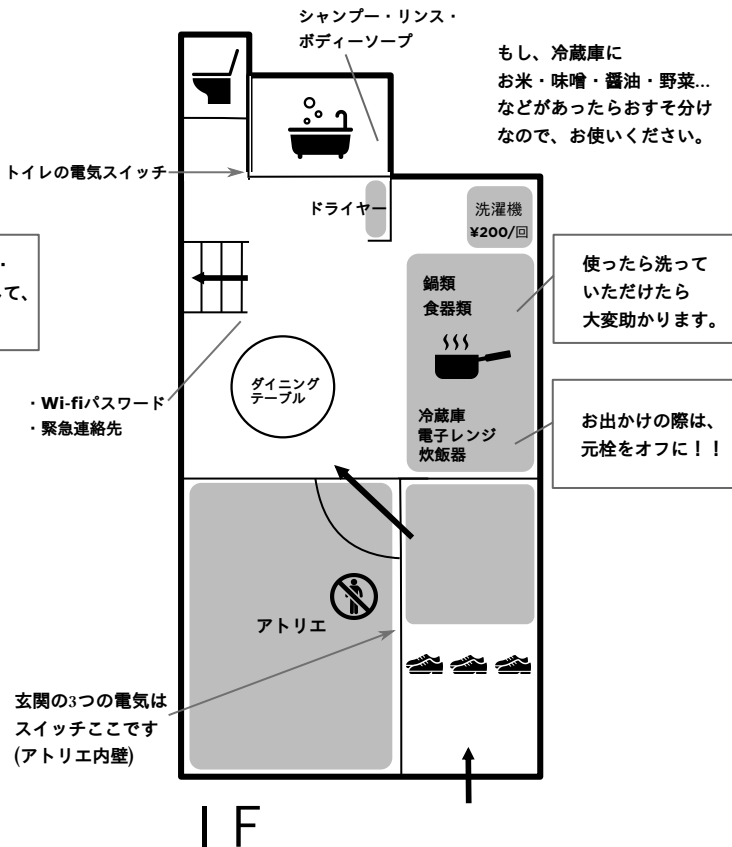 シャンプー・リンス・
ボディーソープ
もし、冷蔵庫に
お米・味噌・醤油・野菜...
などがあったらおすそ分け
なので、お使いください。
トイレの電気スイッチ
ドライヤー
洗濯機
¥200/回
・
て、
鍋類
食器類
使ったら洗って
いただけたら
大変助かります。
ダイニング
テーブル
・Wi-fiパスワード
・緊急連絡先
冷蔵庫
電子レンジ
炊飯器
お出かけの際は、
元栓をオフに！！
アトリエ
玄関の3つの電気は
スイッチここです
(アトリエ内壁)
1F